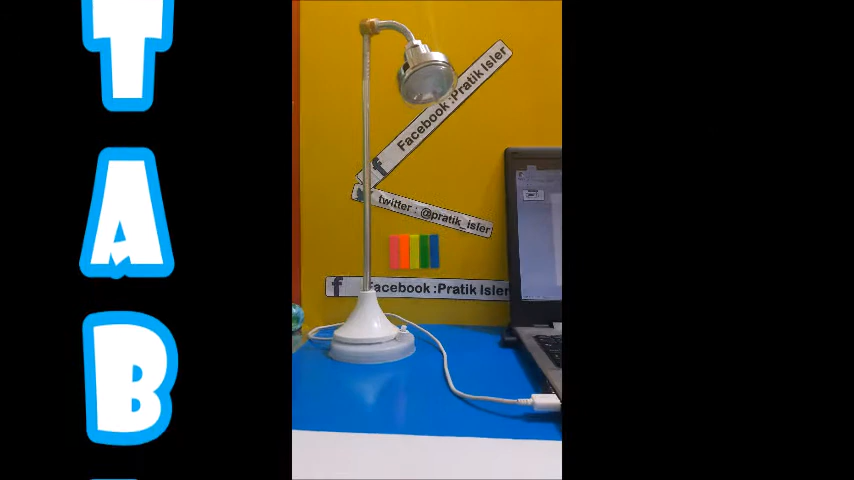 T
A
B
f Facebook :Pratik Isler
twitter : @pratik_isler
f Facebook :Pratik Isler